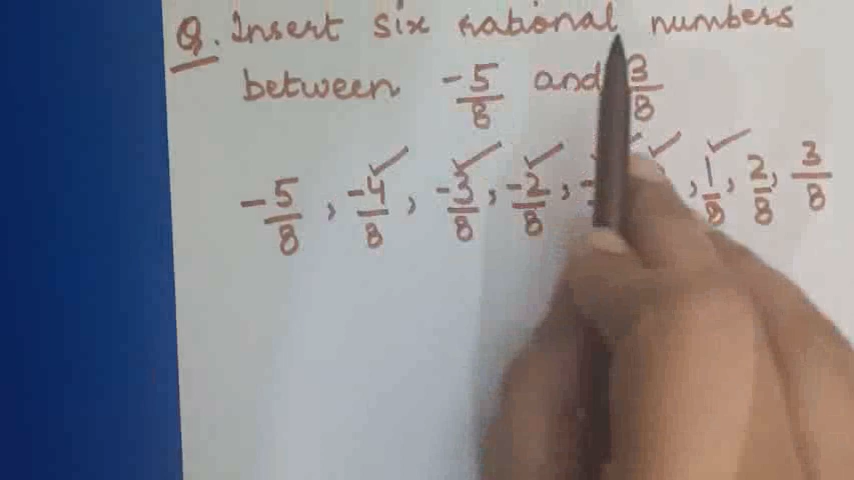 Q. Insert six rational numbers
between -5/8 and 3/8
-5/8, -4/8, -3/8, -2/8, 1/8, 2/8, 3/8